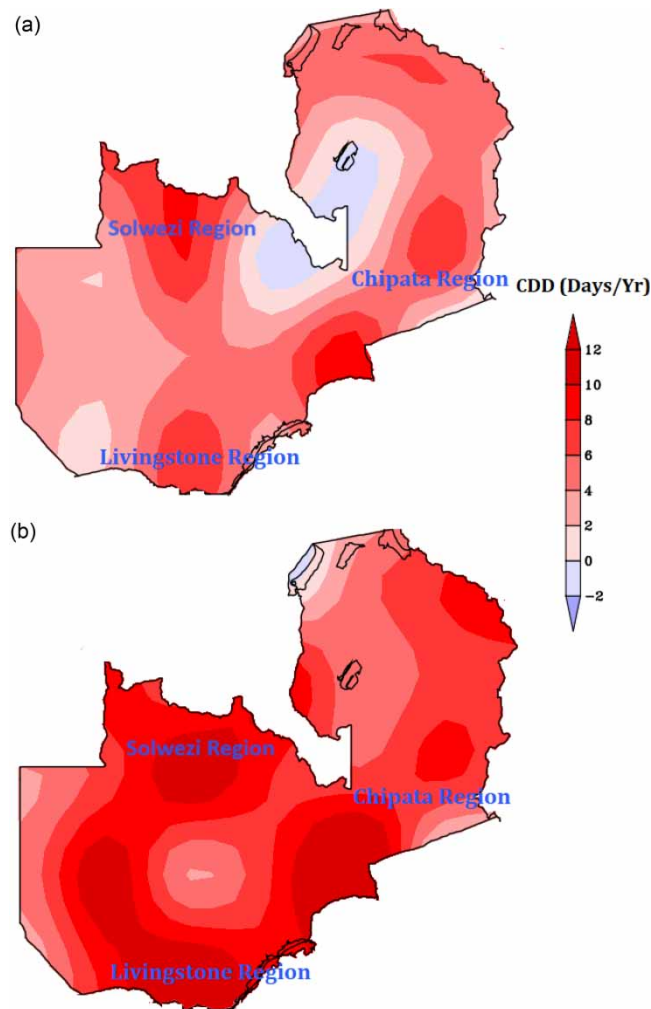 (a)
Solwezi Region
Chipata Region
CDD (Days/Yr)
12
10
8
6
4
2
0
-2
Livingstone Region
(b)
Solwezi Region
Chipata Region
Livingstone Region